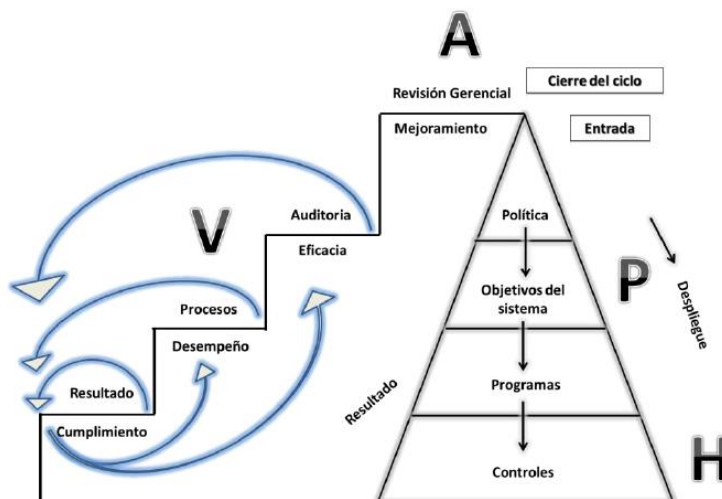 A
Cierre del ciclo
Revisión Gerencial
Mejoramiento
Entrada
V
Auditoria
Eficacia
Política
P
Despliegue
Procesos
Desempeño
Objetivos del
sistema
Resultado
Cumplimiento
Resultado
Programas
Controles
H